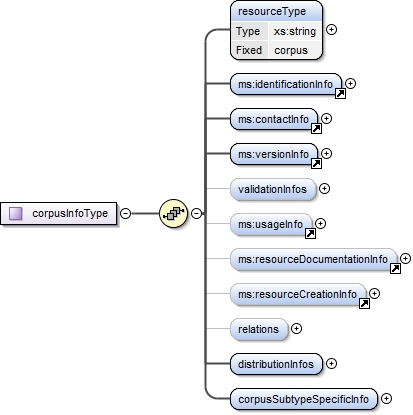 resourceType
Type xs:string
Fixed corpus
ms:identificationInfo
ms:contactInfo
ms:versionInfo
validationInfos
corpusInfoType
ms:usageInfo
ms:resourceDocumentationInfo
ms:resourceCreationInfo
relations
distributionInfos
corpusSubtypeSpecificInfo